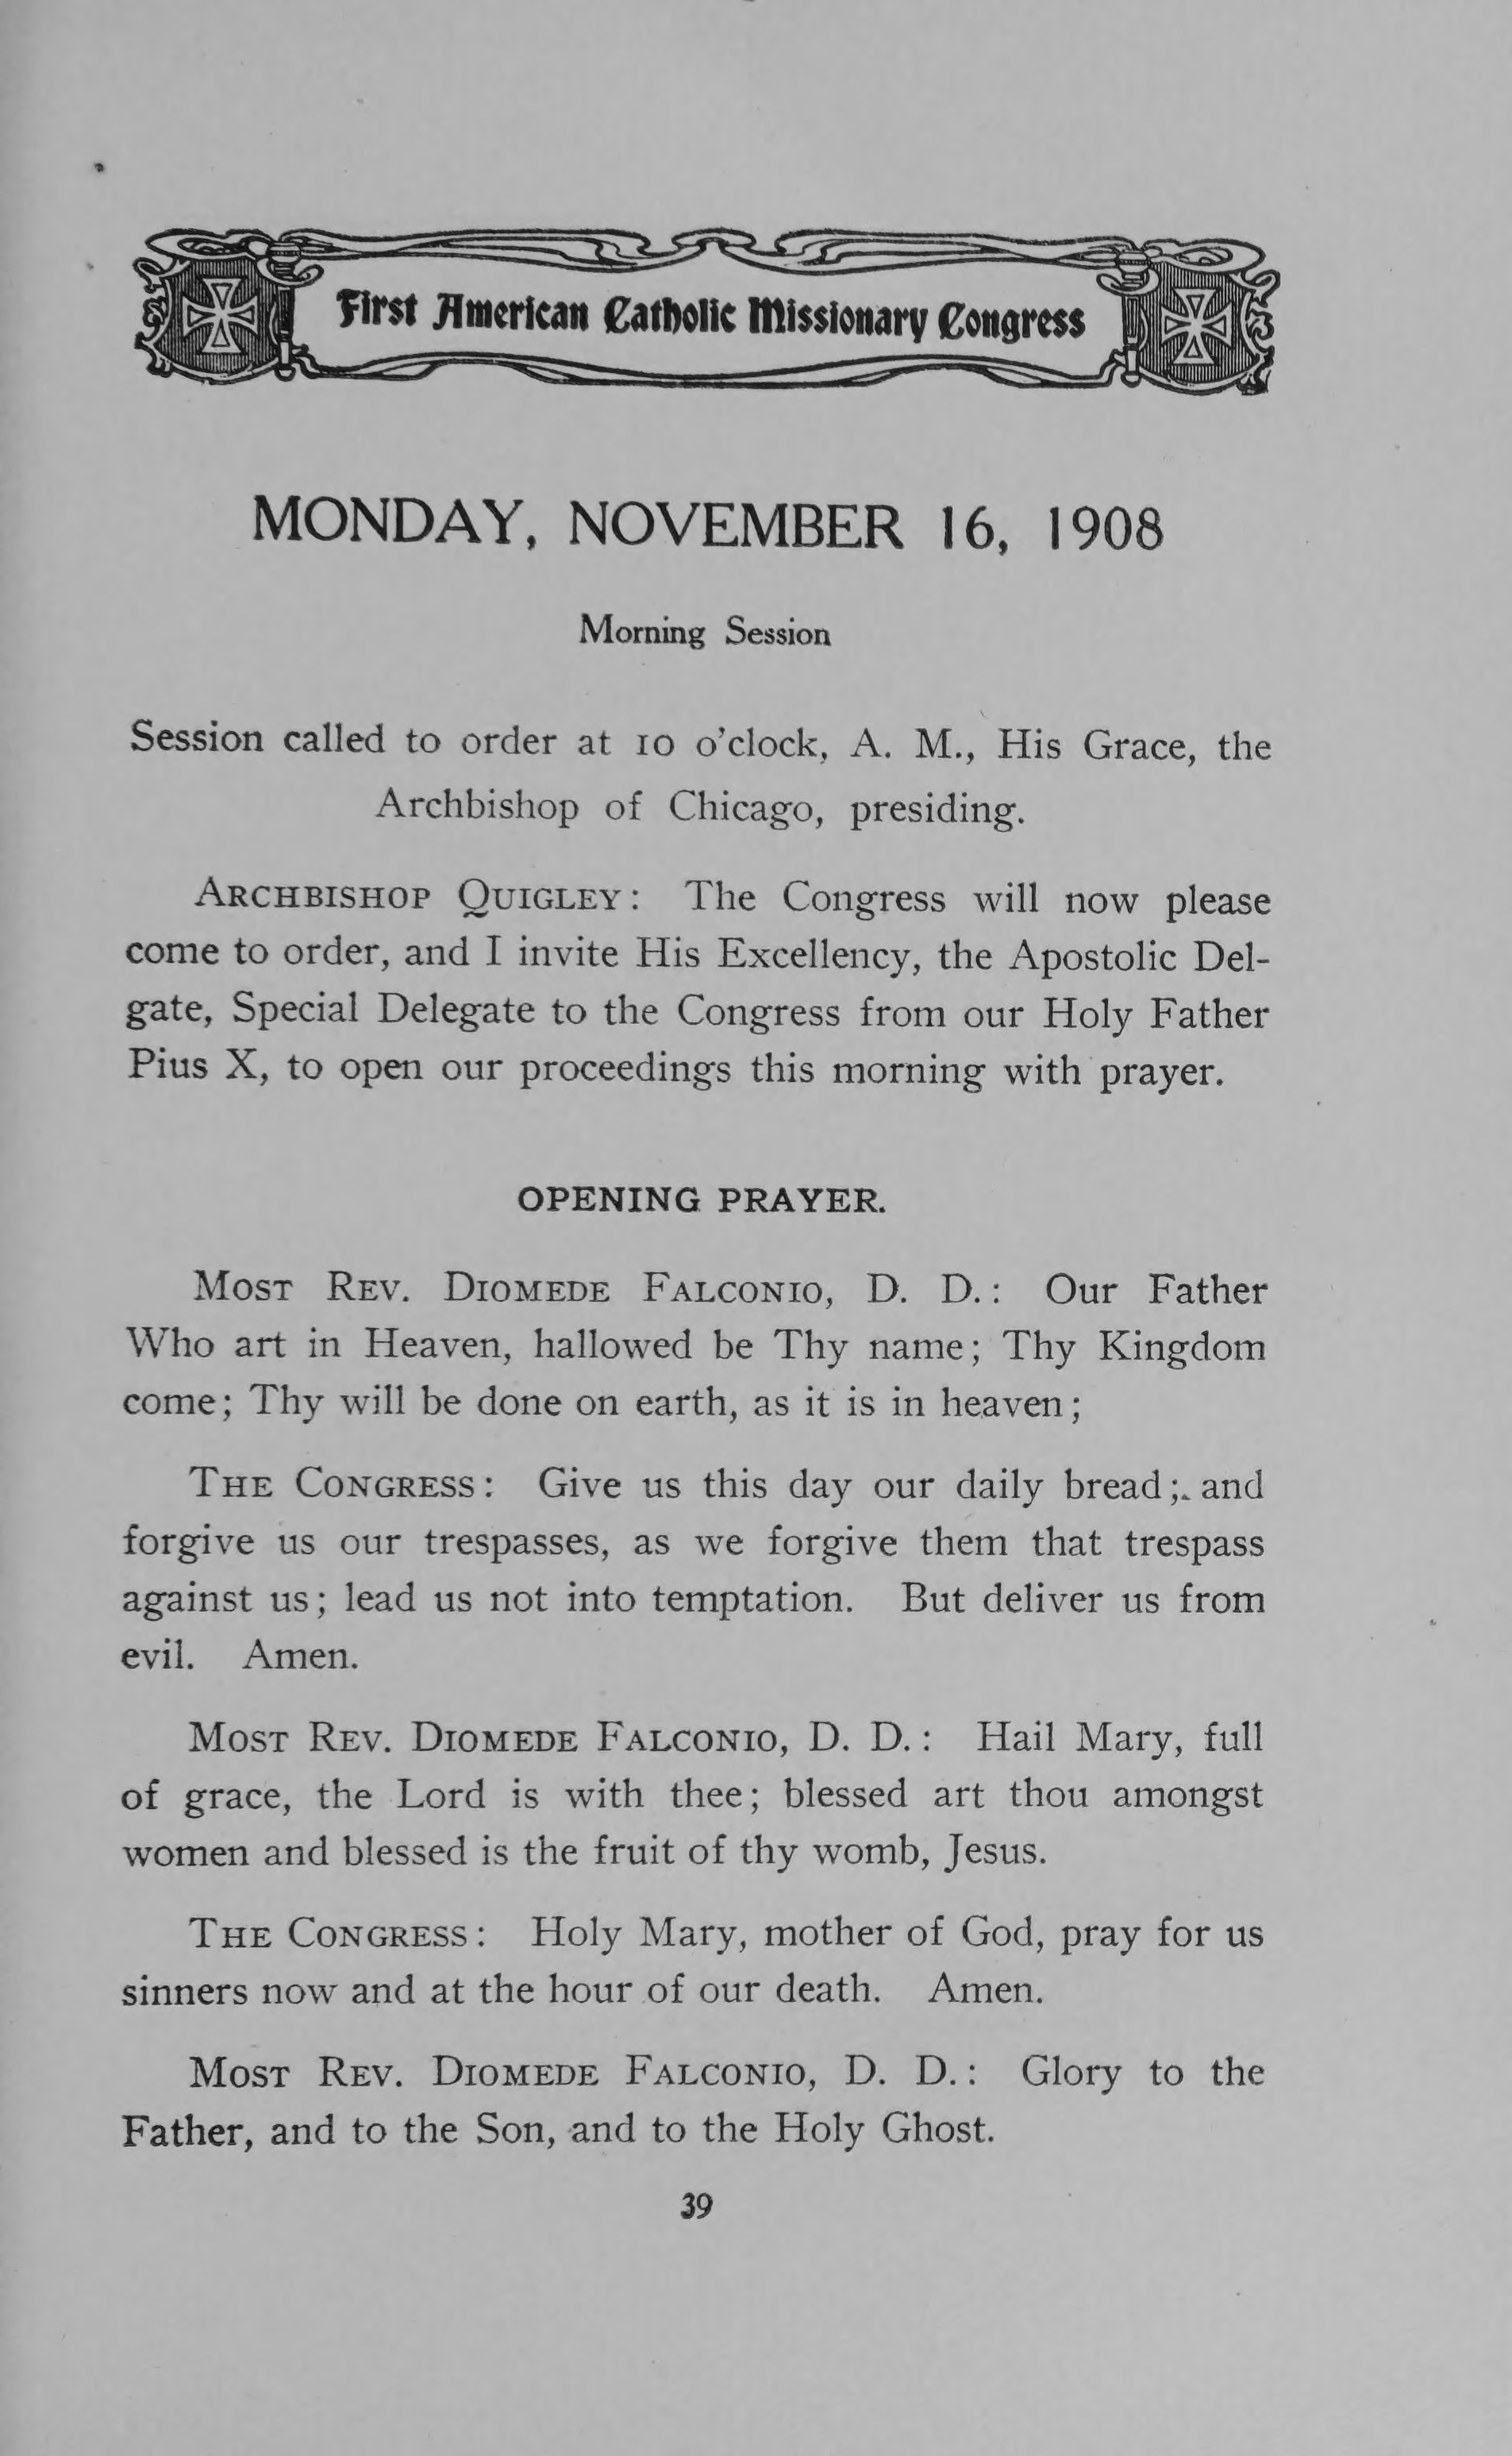 First American Catholic Missionary Congress
MONDAY, NOVEMBER 16, 1908
Morning Session
Session called to order at 10 o'clock, A. M., His Grace, the
Archbishop of Chicago, presiding.
ARCHBISHOP QUIGLEY: The Congress will now please
come to order, and I invite His Excellency, the Apostolic Del-
gate, Special Delegate to the Congress from our Holy Father
Pius X, to open our proceedings this morning with prayer.
OPENING PRAYER.
MOST REV. DIOMEDE FALCONIO, D. D.: Our Father
Who art in Heaven, hallowed be Thy name; Thy Kingdom
come; Thy will be done on earth, as it is in heaven;
THE CONGRESS: Give us this day our daily bread; and
forgive us our trespasses, as we forgive them that trespass
against us; lead us not into temptation. But deliver us from
evil. Amen.
MOST REV. DIOMEDE FALCONIO, D. D.: Hail Mary, full
of grace, the Lord is with thee; blessed art thou amongst
women and blessed is the fruit of thy womb, Jesus.
THE CONGRESS: Holy Mary, mother of God, pray for us
sinners now and at the hour of our death. Amen.
MOST REV. DIOMEDE FALCONIO, D. D.: Glory to the
Father, and to the Son, and to the Holy Ghost.
39